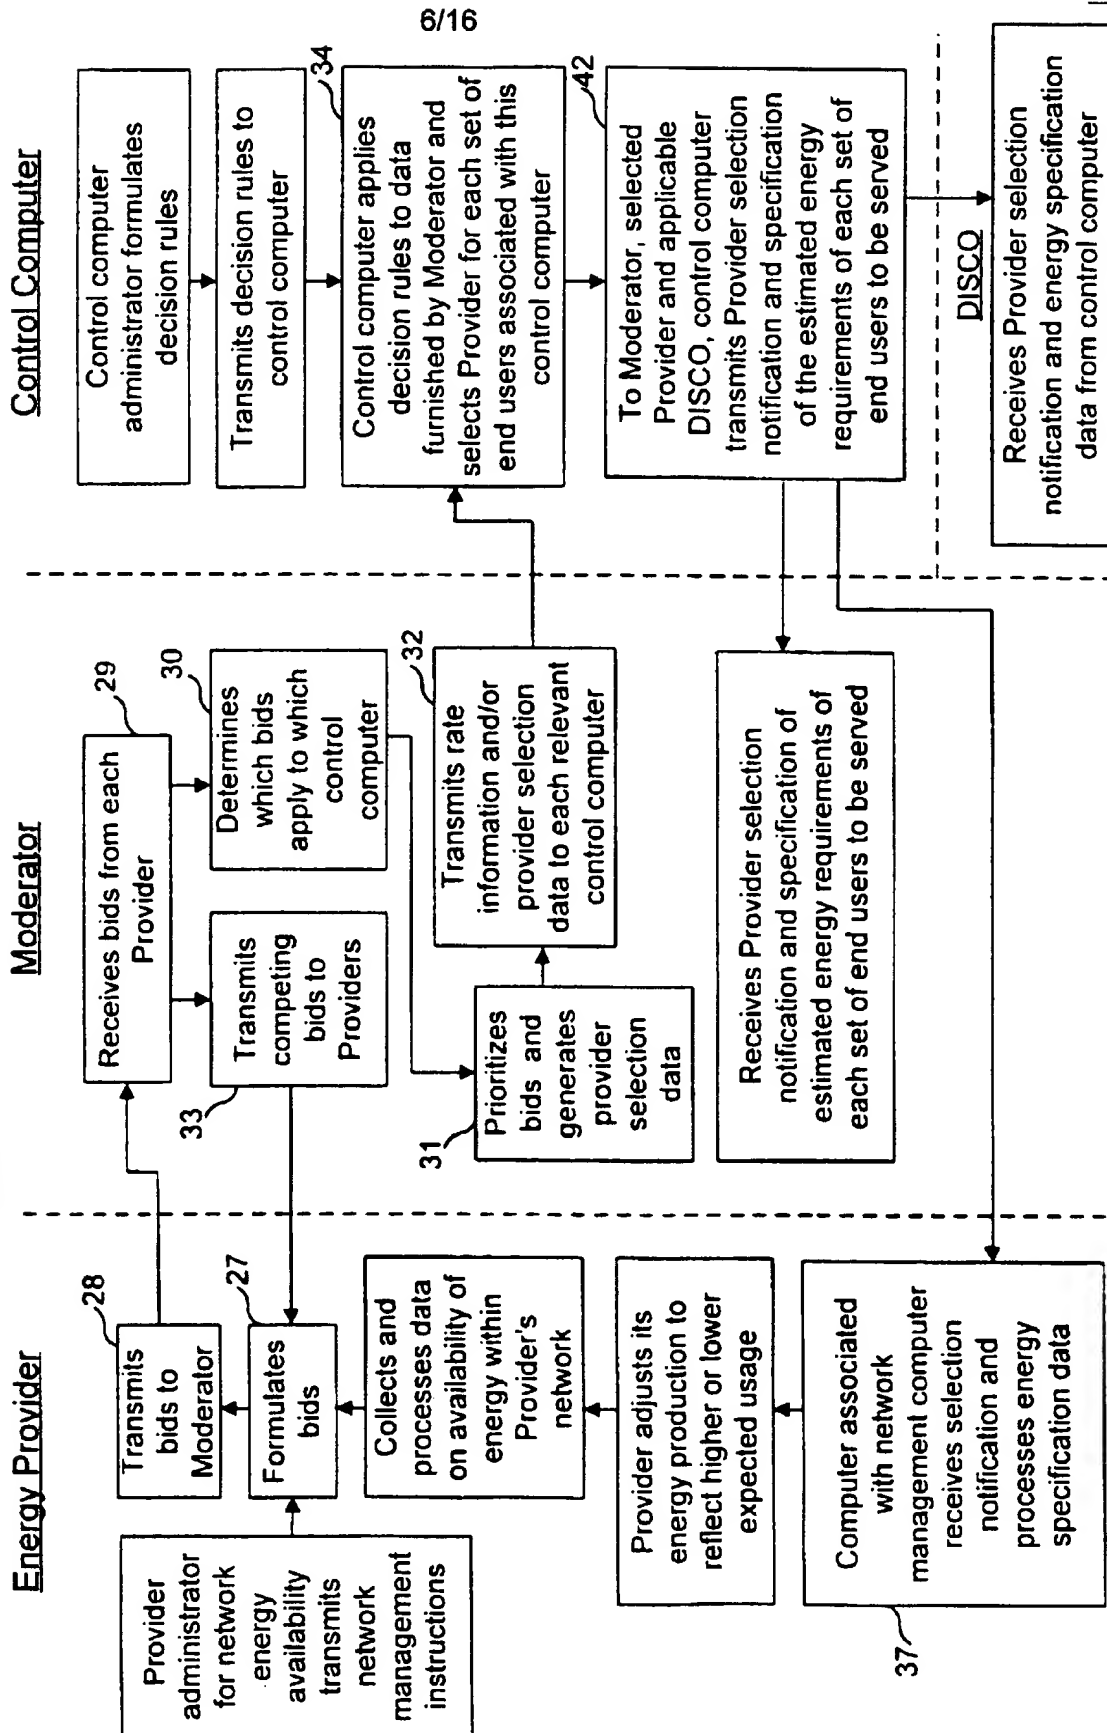 6/16
Energy Provider
Provider
administrator
for network
energy
availability
transmits
network
management
instructions
28
Transmits
bids to
Moderator
27
Formulates
bids
Collects and
processes data
on availability of
energy within
Provider's
network
Provider adjusts its
energy production to
reflect higher or lower
expected usage
Computer associated
with network
management computer
receives selection
notification and
processes energy
specification data
37
Moderator
29
Receives bids from each
Provider
33
Transmits
competing
bids to
Providers
30
Determines
which bids
apply to which
control
computer
31
Prioritizes
bids and
generates
provider
selection
data
32
Transmits rate
information and/or
provider selection
data to each relevant
control computer
Receives Provider selection
notification and specification of
estimated energy requirements of
each set of end users to be served
Control Computer
Control computer
administrator formulates
decision rules
Transmits decision rules to
control computer
34
Control computer applies
decision rules to data
furnished by Moderator and
selects Provider for each set of
end users associated with this
control computer
42
To Moderator, selected
Provider and applicable
DISCO, control computer
transmits Provider selection
notification and specification
of the estimated energy
requirements of each set of
end users to be served
DISCO
Receives Provider selection
notification and energy specification
data from control computer